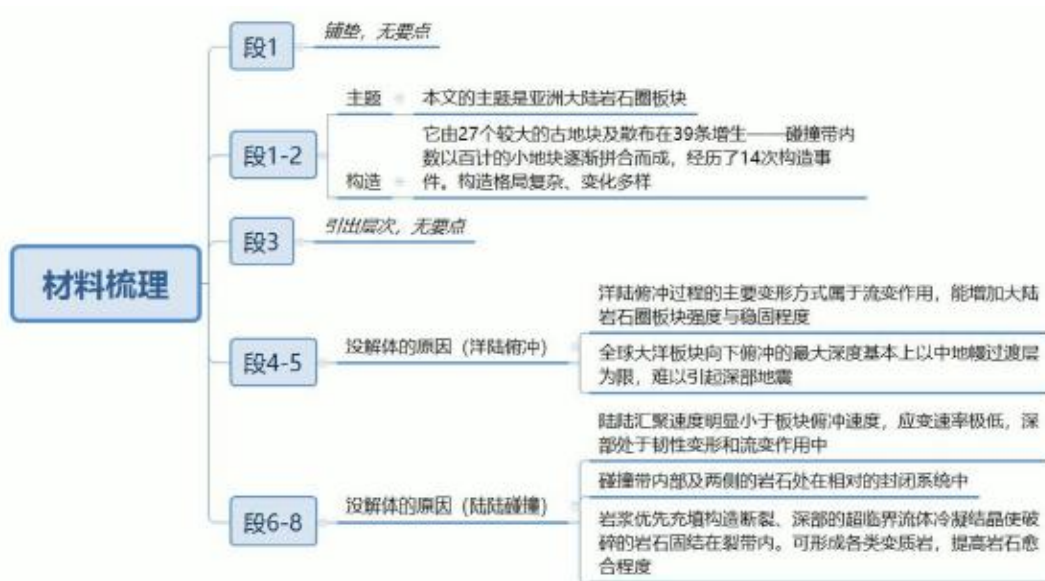 材料梳理
段1
铺垫，无要点
段1-2
主题
本文的主题是亚洲大陆岩石圈板块
构造
它由27个较大的古地块及散布在39条增生——碰撞带内
数以百计的小地块逐渐拼合而成，经历了14次构造事
件。构造格局复杂、变化多样
段3
引出层次，无要点
段4-5
没解体的原因（洋陆俯冲）
洋陆俯冲过程的主要变形方式属于流变作用，能增加大陆
岩石圈板块强度与稳固程度
全球大洋板块向下俯冲的最大深度基本上以中地幔过渡层
为限，难以引起深部地震
段6-8
没解体的原因（陆陆碰撞）
陆陆汇聚速度明显小于板块俯冲速度，应变速率极低，深
部处于韧性变形和流变作用中
碰撞带内部及两侧的岩石处在相对的封闭系统中
岩浆优先充填构造断裂、深部的超临界流体冷凝结晶使破
碎的岩石固结在裂带内。可形成各类变质岩，提高岩石愈
合程度